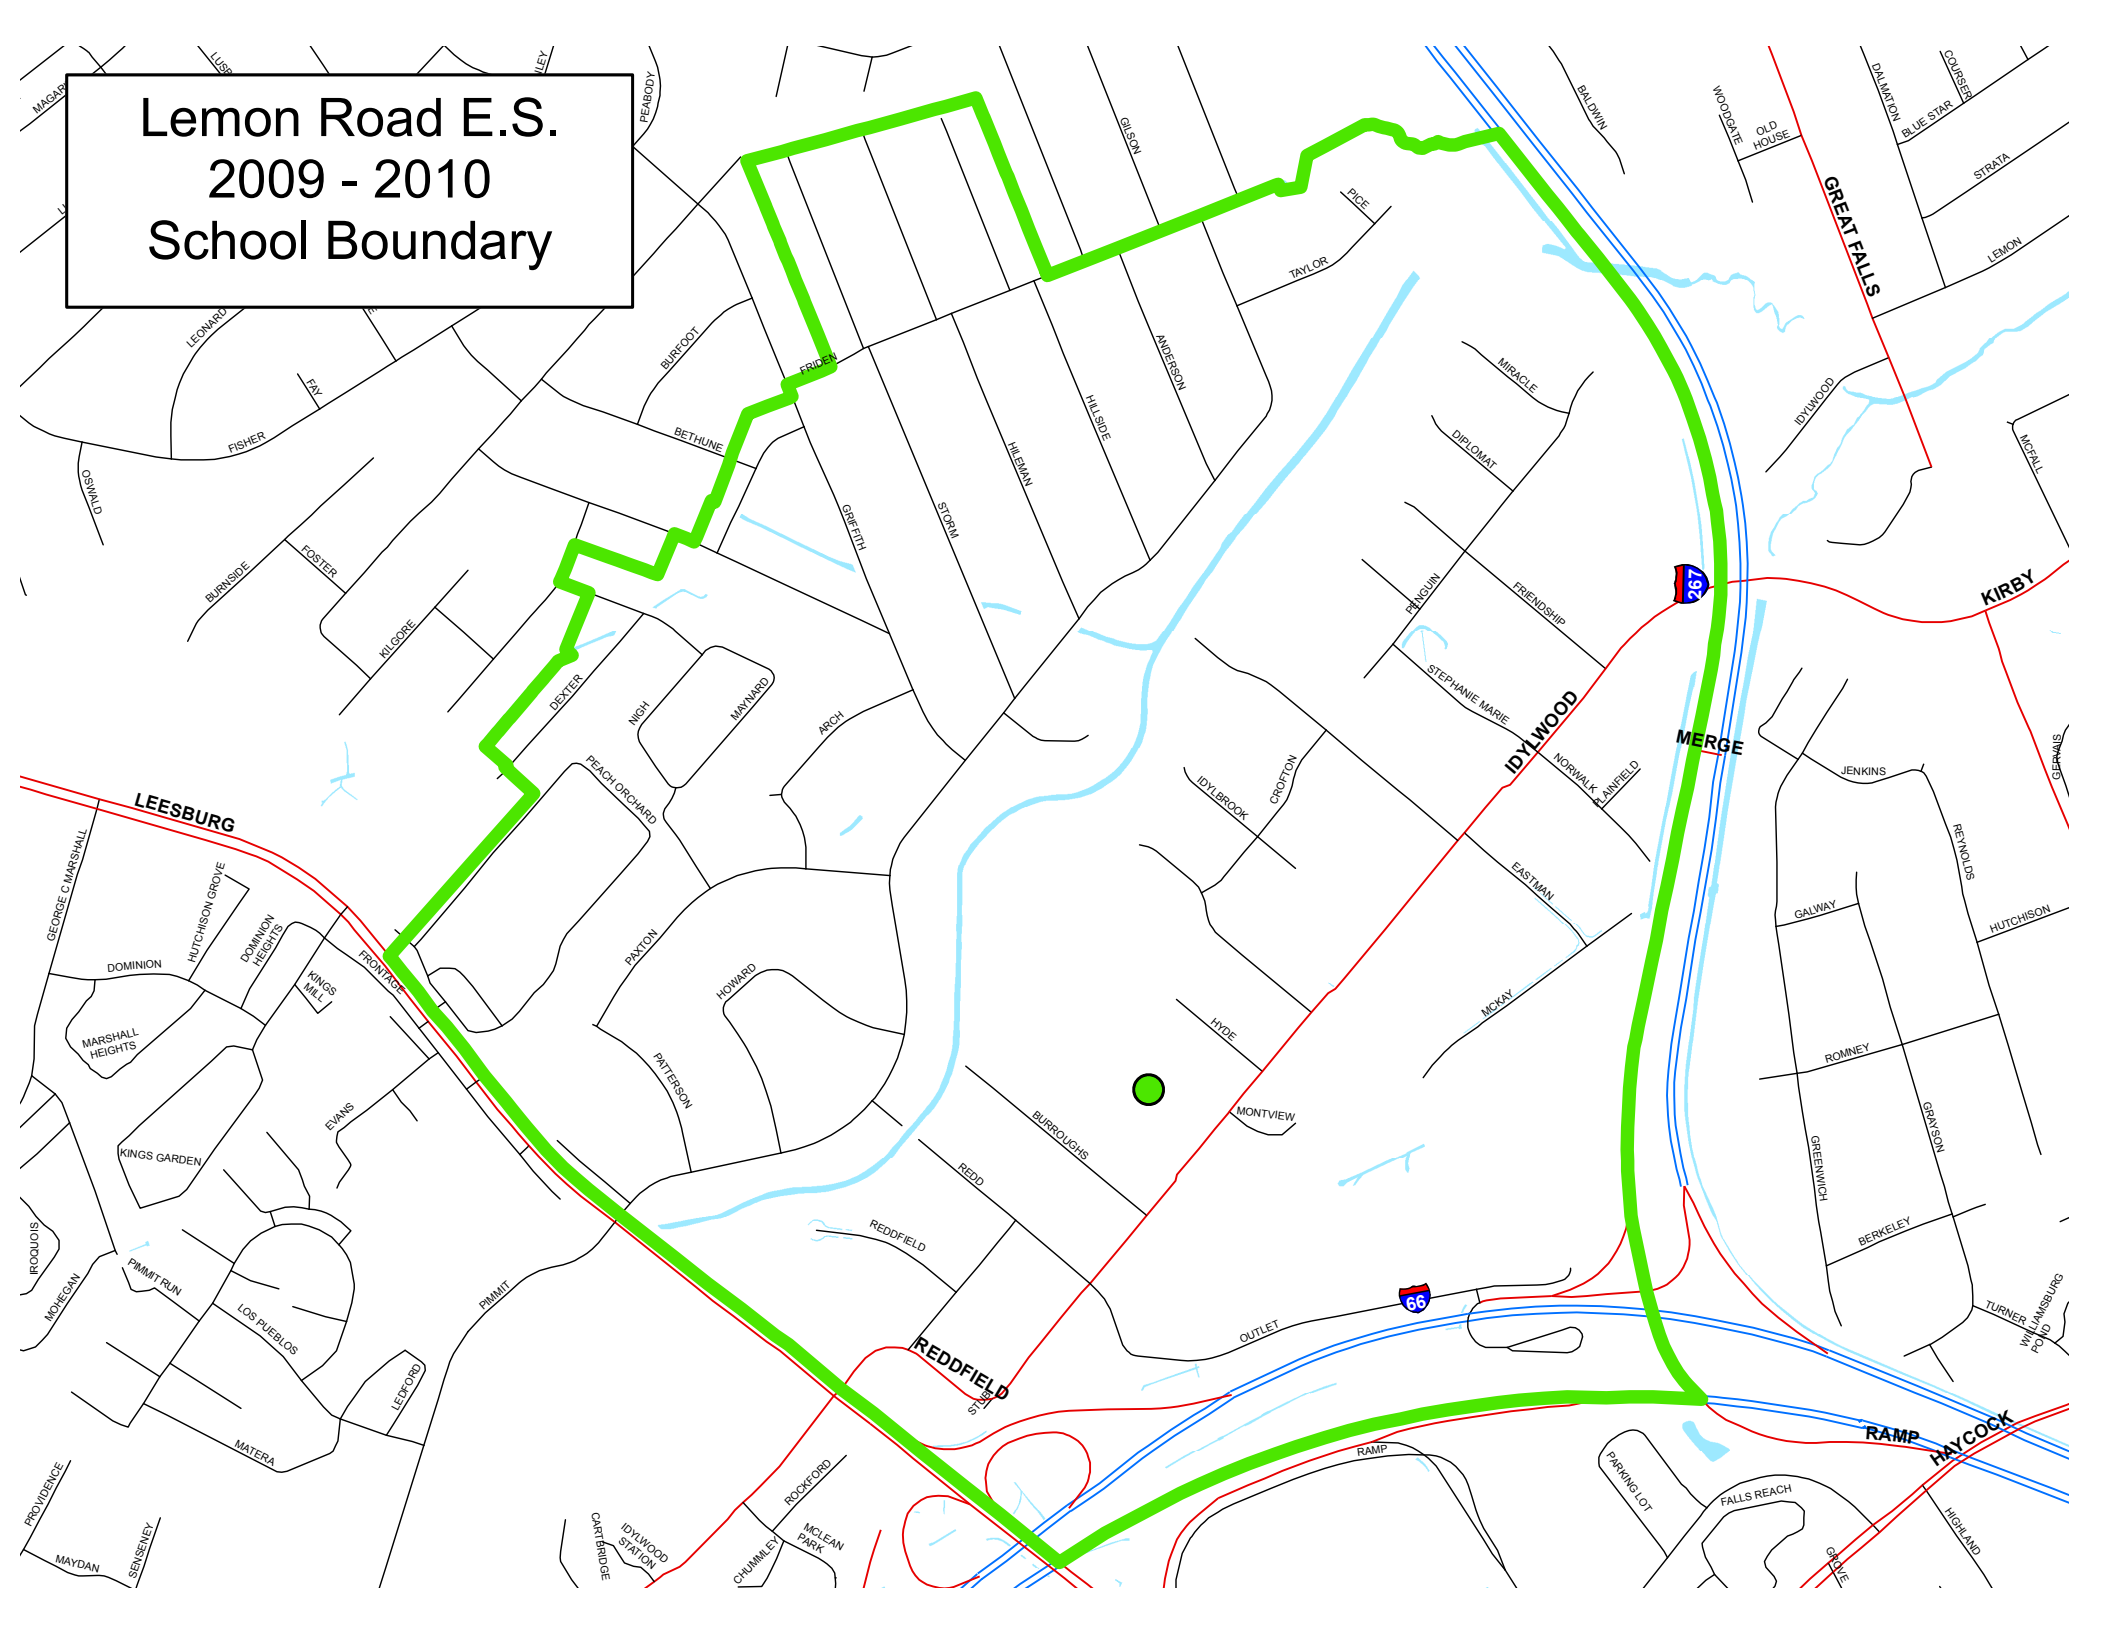 Lemon Road E.S.
2009 - 2010
School Boundary
PEABODY
GILSON
BALDWIN
WOODGATE
OLD
HOUSE
DALMATION
COURSER
BLUE STAR
STRATA
LEMON
GREAT FALLS
PICE
TAYLOR
LEONARD
FAY
FISHER
OSWALD
BURFOOT
FRIDEN
BETHUNE
ANDERSON
HILLSIDE
HILEMAN
STORM
GRIFFITH
MIRACLE
DIPLOMAT
IDYLWOOD
MCFALL
BURNSIDE
FOSTER
KILGORE
PENGUIN
FRIENDSHIP
267
KIRBY
DEXTER
NIGH
MAYNARD
ARCH
STEPHANIE MARIE
IDYLWOOD
NORWALK
PLAINFIELD
MERGE
GERVAIS
JENKINS
REYNOLDS
LEESBURG
PEACH ORCHARD
CROFTON
IDYLBROOK
EASTMAN
GEORGE C MARSHALL
HUTCHISON GROVE
DOMINION
HEIGHTS
DOMINION
KINGS
MILL
FRONTAGE
PAXTON
HOWARD
MCKAY
GALWAY
HUTCHISON
MARSHALL
HEIGHTS
HYDE
ROMNEY
EVANS
PATTERSON
BURROUGHS
MONTVIEW
GRAYSON
GREENWICH
KINGS GARDEN
REDD
REDDFIELD
BERKELEY
IROQUOIS
MOHEGAN
PIMMIT RUN
LOS PUEBLOS
PIMMIT
66
OUTLET
TURNER
WILLIAMSBURG
POND
REDDFIELD
LEDFORD
MATERA
RAMP
RAMP
HAYCOCK
PROVIDENCE
MAYDAN
SENSENEY
ROCKFORD
CARTBRIDGE
IDYLWOOD
STATION
CHUMMLEY
MCLEAN
PARK
PARKING LOT
FALLS REACH
GROVE
HIGHLAND